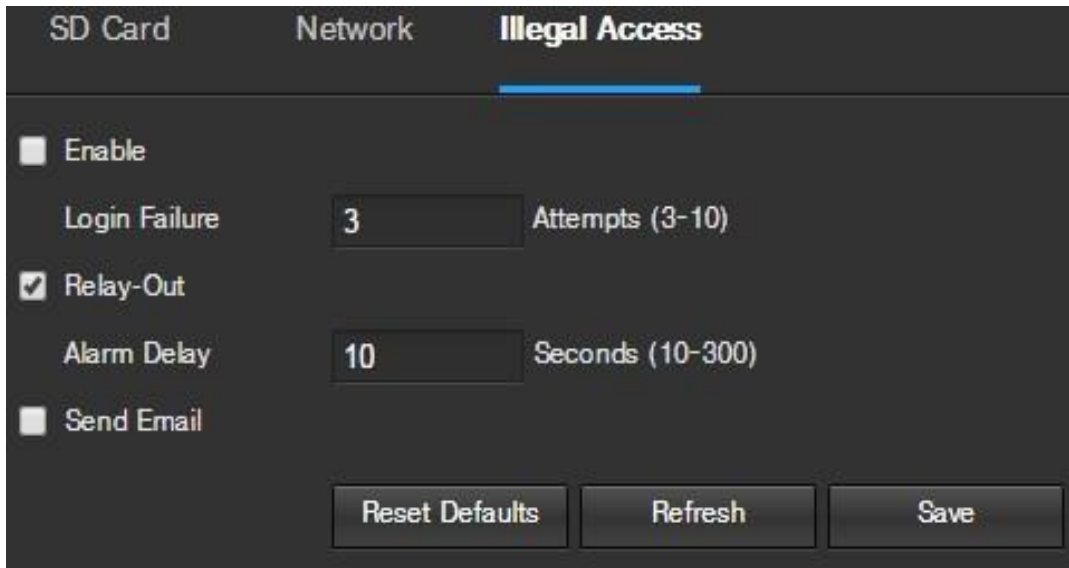 SD Card Network Illegal Access
Enable
Login Failure 3 Attempts (3-10)
Relay-Out
Alarm Delay 10 Seconds (10-300)
Send Email
Reset Defaults Refresh Save